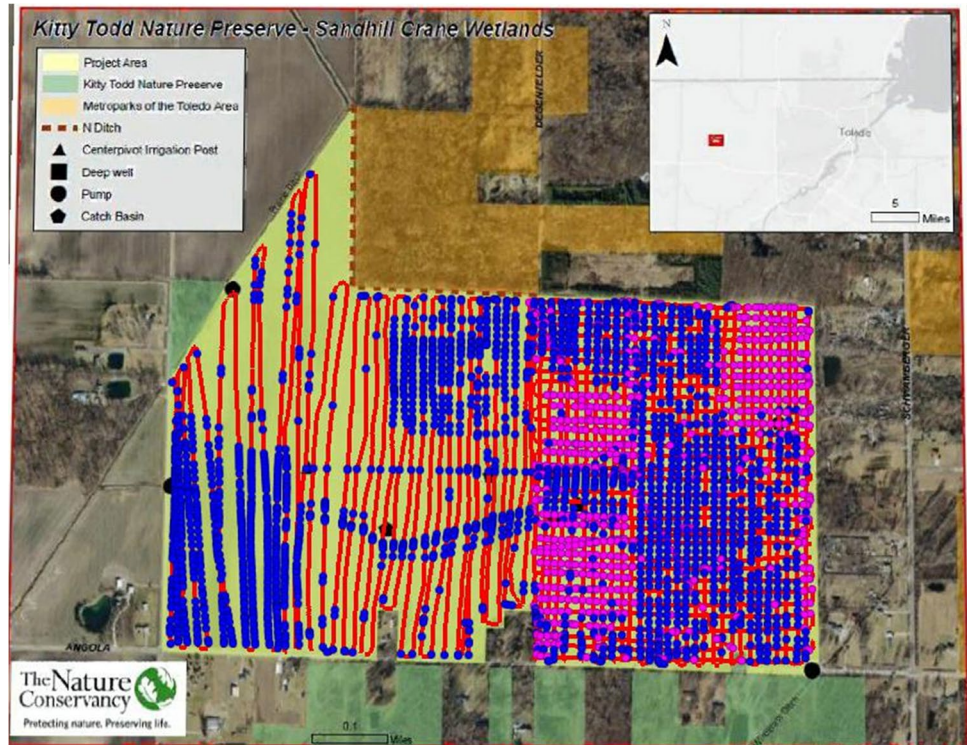 Kitty Todd Nature Preserve - Sandhill Crane Wetlands
Project Area
Kitty Todd Nature Preserve
Metroparks of the Toledo Area
N Ditch
Centerpivot Irrigation Post
Deep well
Pump
Catch Basin
N
Toledo
5
Miles
SCHWAMBERGER
ANGOLA
The Nature
Conservancy
Protecting nature. Preserving life.
0.1
Miles
Ditch